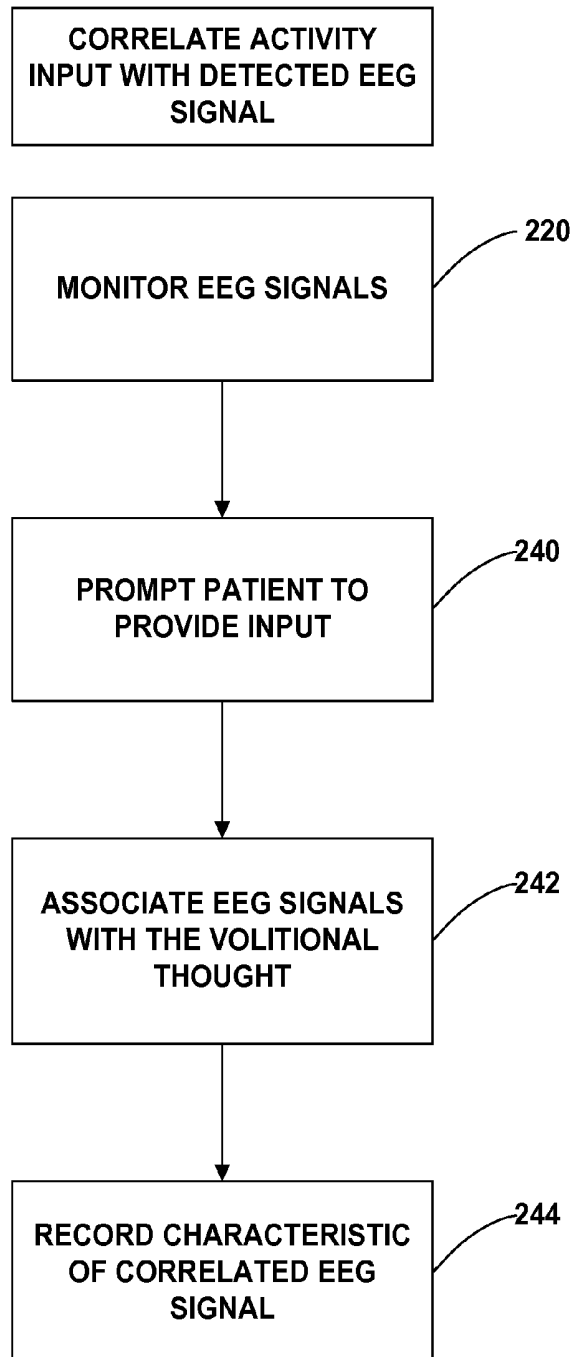 CORRELATE ACTIVITY
INPUT WITH DETECTED EEG
SIGNAL
220
MONITOR EEG SIGNALS
240
PROMPT PATIENT TO
PROVIDE INPUT
242
ASSOCIATE EEG SIGNALS
WITH THE VOLITIONAL
THOUGHT
244
RECORD CHARACTERISTIC
OF CORRELATED EEG
SIGNAL